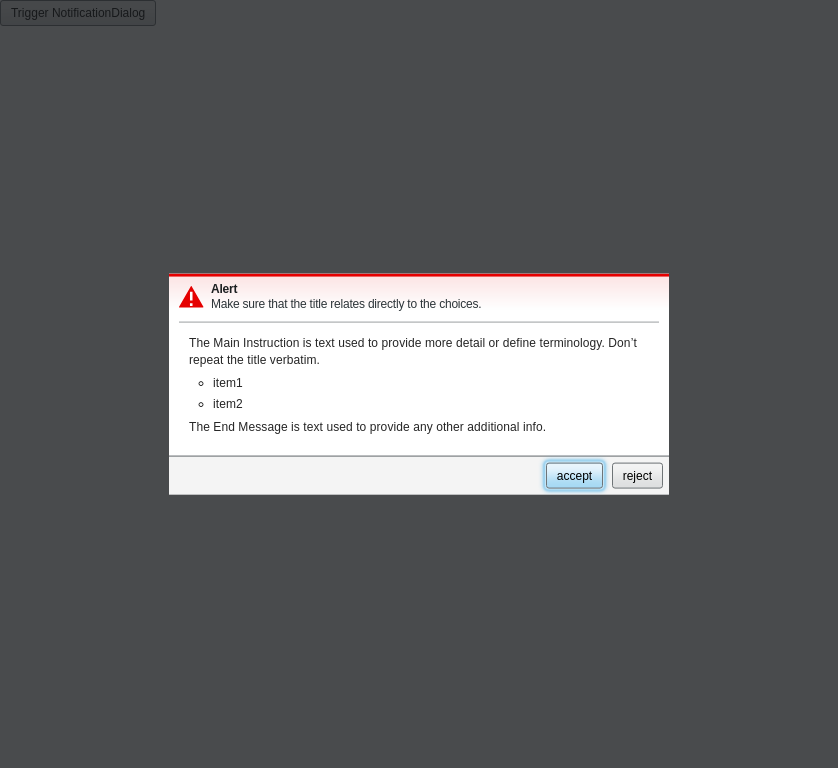 Trigger NotificationDialog
Alert
Make sure that the title relates directly to the choices.
The Main Instruction is text used to provide more detail or define terminology. Don’t
repeat the title verbatim.
item1
item2
The End Message is text used to provide any other additional info.
accept reject